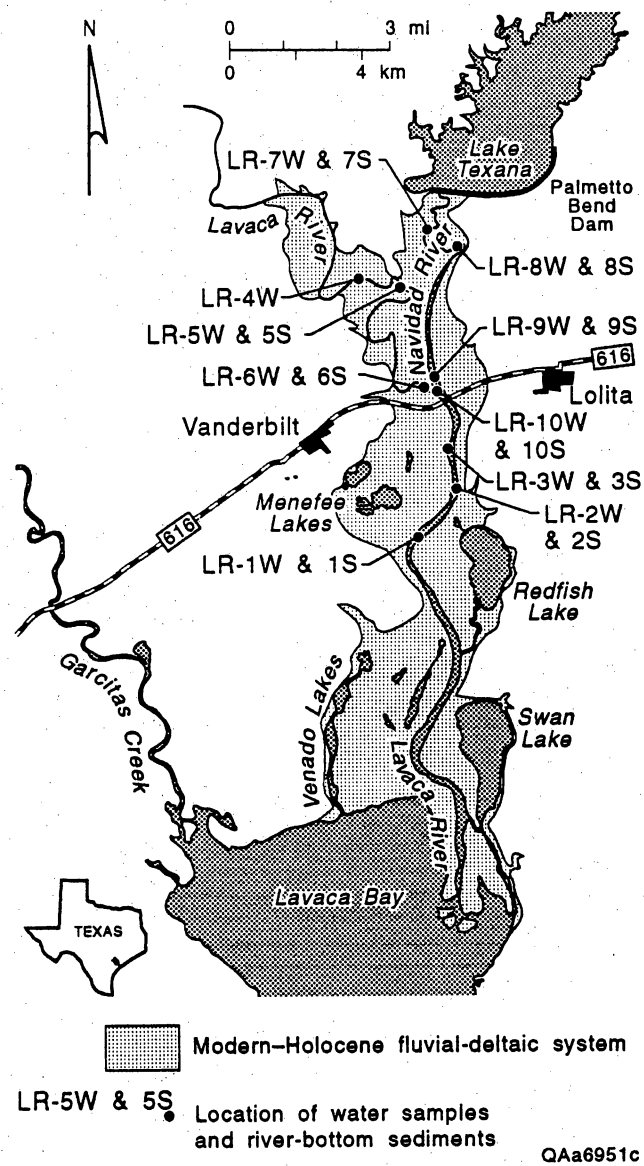 N
0 3 mi
0 4 km
Lake
Texana
LR-7W & 7S
Palmetto
Bend
Dam
Lavaca
River
Navidad River
LR-8W & 8S
LR-4W
LR-5W & 5S
LR-9W & 9S
616
LR-6W & 6S
Lolita
Vanderbilt
LR-10W
& 10S
LR-3W & 3S
Menefee
Lakes
LR-2W
& 2S
616
LR-1W & 1S
Redfish
Lake
Garcitas
Creek
Venado Lakes
Swan
Lake
Lavaca
River
Lavaca Bay
TEXAS
Modern–Holocene fluvial-deltaic system
LR-5W & 5S
Location of water samples
and river-bottom sediments
QAa6951c